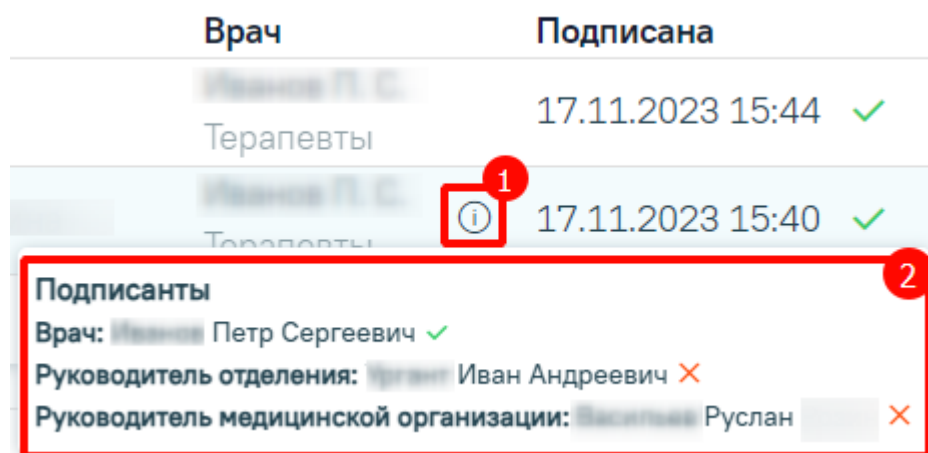 Врач Подписана
17.11.2023 15:44
Терапевты
1
17.11.2023 15:40
Терапевты
2
Подписанты
Врач: Петр Сергеевич
Руководитель отделения: Иван Андреевич
Руководитель медицинской организации: Руслан